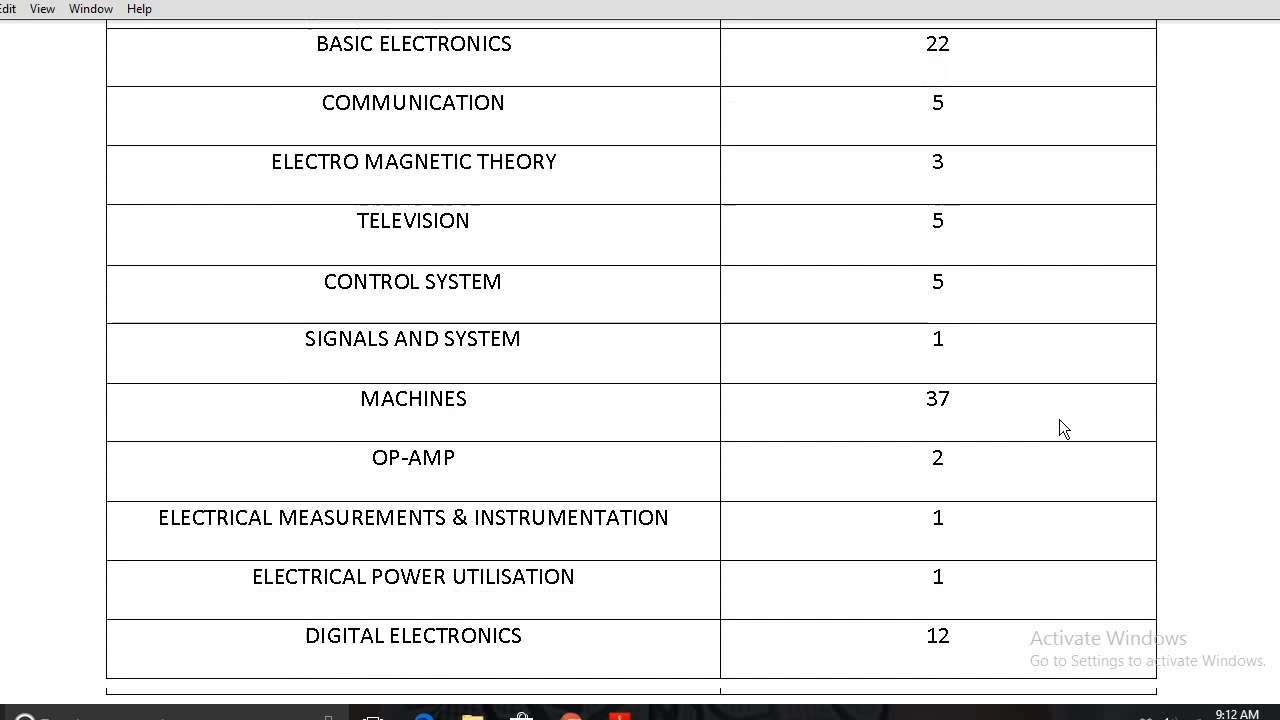 Edit View Window Help
BASIC ELECTRONICS 22
COMMUNICATION 5
ELECTRO MAGNETIC THEORY 3
TELEVISION 5
CONTROL SYSTEM 5
SIGNALS AND SYSTEM 1
MACHINES 37
OP-AMP 2
ELECTRICAL MEASUREMENTS & INSTRUMENTATION 1
ELECTRICAL POWER UTILISATION 1
DIGITAL ELECTRONICS 12
Activate Windows
Go to Settings to activate Windows.
9:12 AM